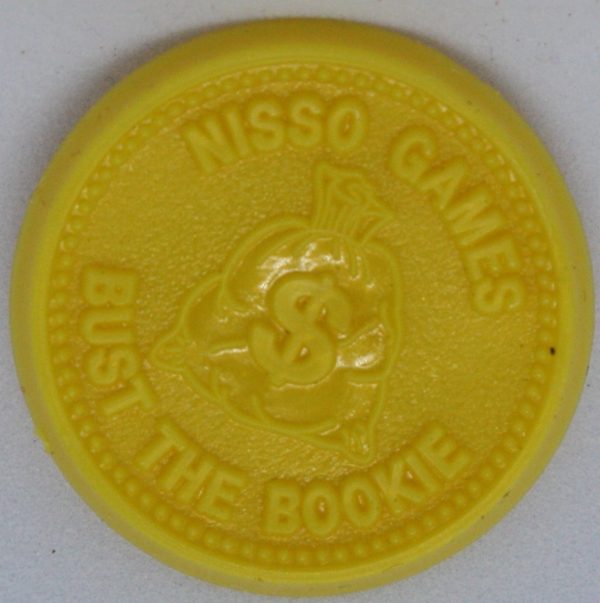 NISSO GAMES
$
BUST THE BOOKIE